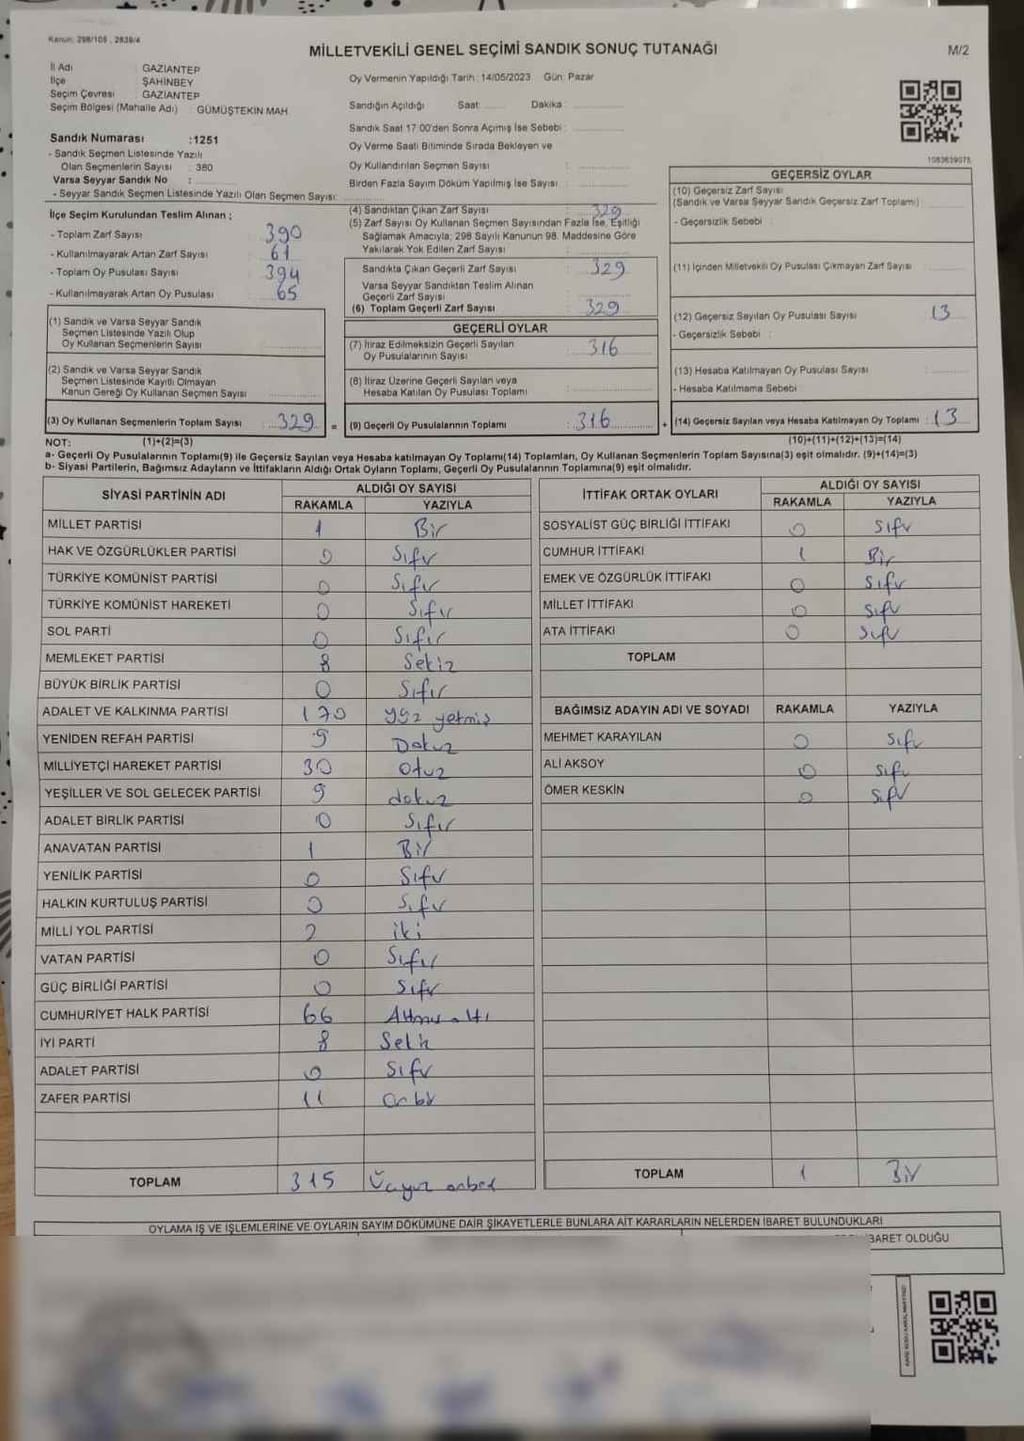 Kanun: 298/105 , 2839/4
MİLLETVEKİLİ GENEL SEÇİMİ SANDIK SONUÇ TUTANAĞI
M/2
İl Adı : GAZİANTEP
İlçe : ŞAHİNBEY
Seçim Çevresi : GAZİANTEP
Seçim Bölgesi (Mahalle Adı) : GÜMÜŞTEKİN MAH.
Oy Vermenin Yapıldığı Tarih : 14/05/2023 Gün: Pazar
Sandığın Açıldığı Saat: Dakika :
Sandık Saat 17:00'den Sonra Açımış İse Sebebi :
Oy Verme Saati Bitiminde Sırada Bekleyen ve
Oy Kullandırılan Seçmen Sayısı :
Birden Fazla Sayım Döküm Yapılmış İse Sayısı :
Sandık Numarası :1251
- Sandık Seçmen Listesinde Yazılı
Olan Seçmenlerin Sayısı : 380
Varsa Seyyar Sandık No :
- Seyyar Sandık Seçmen Listesinde Yazılı Olan Seçmen Sayısı:
1083639075
İlçe Seçim Kurulundan Teslim Alınan ;
- Toplam Zarf Sayısı : 390
- Kullanılmayarak Artan Zarf Sayısı : 61
- Toplam Oy Pusulası Sayısı : 394
- Kullanılmayarak Artan Oy Pusulası : 65
(4) Sandıktan Çıkan Zarf Sayısı : 329
(5) Zarf Sayısı Oy Kullanan Seçmen Sayısından Fazla İse, Eşitliği
Sağlamak Amacıyla; 298 Sayılı Kanunun 98. Maddesine Göre
Yakılarak Yok Edilen Zarf Sayısı :
Sandıkta Çıkan Geçerli Zarf Sayısı : 329
Varsa Seyyar Sandıktan Teslim Alınan
Geçerli Zarf Sayısı :
(6) Toplam Geçerli Zarf Sayısı : 329
GEÇERSİZ OYLAR
(10) Geçersiz Zarf Sayısı
(Sandık ve Varsa Seyyar Sandık Geçersiz Zarf Toplamı) :
- Geçersizlik Sebebi :
(11) İçinden Milletvekili Oy Pusulası Çıkmayan Zarf Sayısı :
(12) Geçersiz Sayılan Oy Pusulası Sayısı : 13
- Geçersizlik Sebebi :
(13) Hesaba Katılmayan Oy Pusulası Sayısı :
- Hesaba Katılmama Sebebi :
(1) Sandık ve Varsa Seyyar Sandık
Seçmen Listesinde Yazılı Olup
Oy Kullanan Seçmenlerin Sayısı :
(2) Sandık ve Varsa Seyyar Sandık
Seçmen Listesinde Kayıtlı Olmayan
Kanun Gereği Oy Kullanan Seçmen Sayısı :
GEÇERLİ OYLAR
(7) İtiraz Edilmeksizin Geçerli Sayılan
Oy Pusulalarının Sayısı : 316
(8) İtiraz Üzerine Geçerli Sayılan veya
Hesaba Katılan Oy Pusulası Toplamı :
(3) Oy Kullanan Seçmenlerin Toplam Sayısı : 329 = (9) Geçerli Oy Pusulalarının Toplamı : 316 + (14) Geçersiz Sayılan veya Hesaba Katılmayan Oy Toplamı : 13
NOT: (1)+(2)=(3) (10)+(11)+(12)+(13)=(14)
a- Geçerli Oy Pusulalarının Toplamı(9) ile Geçersiz Sayılan veya Hesaba katılmayan Oy Toplamı(14) Toplamları, Oy Kullanan Seçmenlerin Toplam Sayısına(3) eşit olmalıdır. (9)+(14)=(3)
b- Siyasi Partilerin, Bağımsız Adayların ve İttifakların Aldığı Ortak Oyların Toplamı, Geçerli Oy Pusulalarının Toplamına(9) eşit olmalıdır.
SİYASİ PARTİNİN ADI ALDIĞI OY SAYISI
RAKAMLA YAZIYLA
MİLLET PARTİSİ 1 Bir
HAK VE ÖZGÜRLÜKLER PARTİSİ 0 Sıfır
TÜRKİYE KOMÜNİST PARTİSİ 0 Sıfır
TÜRKİYE KOMÜNİST HAREKETİ 0 Sıfır
SOL PARTİ 0 Sıfır
MEMLEKET PARTİSİ 8 Sekiz
BÜYÜK BİRLİK PARTİSİ 0 Sıfır
ADALET VE KALKINMA PARTİSİ 170 yüz yetmiş
YENİDEN REFAH PARTİSİ 9 Dokuz
MİLLİYETÇİ HAREKET PARTİSİ 30 otuz
YEŞİLLER VE SOL GELECEK PARTİSİ 9 dokuz
ADALET BİRLİK PARTİSİ 0 Sıfır
ANAVATAN PARTİSİ 1 Bir
YENİLİK PARTİSİ 0 Sıfır
HALKIN KURTULUŞ PARTİSİ 0 Sıfır
MİLLİ YOL PARTİSİ 2 iki
VATAN PARTİSİ 0 Sıfır
GÜÇ BİRLİĞİ PARTİSİ 0 Sıfır
CUMHURİYET HALK PARTİSİ 66 Altmış altı
İYİ PARTİ 8 Sekiz
ADALET PARTİSİ 0 Sıfır
ZAFER PARTİSİ 11 onbir
TOPLAM 315 Üçyüz onbeş
İTTİFAK ORTAK OYLARI ALDIĞI OY SAYISI
RAKAMLA YAZIYLA
SOSYALİST GÜÇ BİRLİĞİ İTTİFAKI 0 Sıfır
CUMHUR İTTİFAKI 1 Bir
EMEK VE ÖZGÜRLÜK İTTİFAKI 0 Sıfır
MİLLET İTTİFAKI 0 Sıfır
ATA İTTİFAKI 0 Sıfır
TOPLAM
BAĞIMSIZ ADAYIN ADI VE SOYADI RAKAMLA YAZIYLA
MEHMET KARAYILAN 0 Sıfır
ALİ AKSOY 0 Sıfır
ÖMER KESKİN 0 Sıfır
TOPLAM 1 Bir
OYLAMA İŞ VE İŞLEMLERİNE VE OYLARIN SAYIM DÖKÜMÜNE DAİR ŞİKAYETLERLE BUNLARA AİT KARARLARIN NELERDEN İBARET BULUNDUKLARI
İBARET OLDUĞU